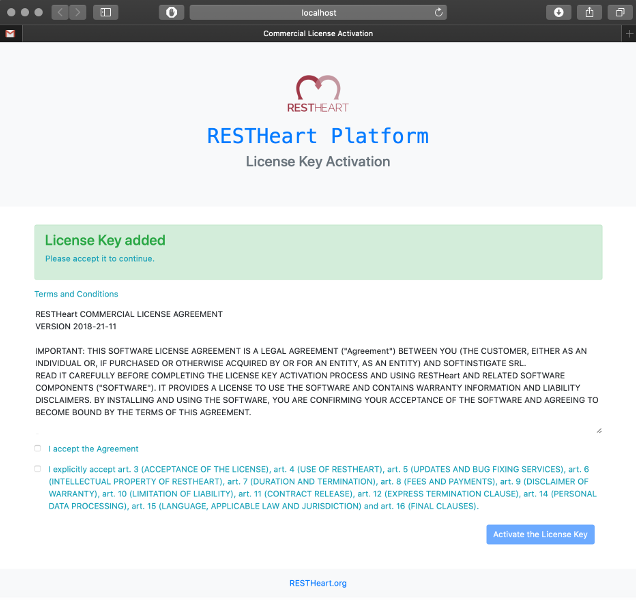 localhost
Commercial License Activation
RESTHEART
RESTHeart Platform
License Key Activation
License Key added
Please accept it to continue.
Terms and Conditions
RESTHeart COMMERCIAL LICENSE AGREEMENT
VERSION 2018-21-11
IMPORTANT: THIS SOFTWARE LICENSE AGREEMENT IS A LEGAL AGREEMENT ("Agreement") BETWEEN YOU (THE CUSTOMER, EITHER AS AN
INDIVIDUAL OR, IF PURCHASED OR OTHERWISE ACQUIRED BY OR FOR AN ENTITY, AS AN ENTITY) AND SOFTINSTIGATE SRL.
READ IT CAREFULLY BEFORE COMPLETING THE LICENSE KEY ACTIVATION PROCESS AND USING RESTHeart AND RELATED SOFTWARE
COMPONENTS ("SOFTWARE"). IT PROVIDES A LICENSE TO USE THE SOFTWARE AND CONTAINS WARRANTY INFORMATION AND LIABILITY
DISCLAIMERS. BY INSTALLING AND USING THE SOFTWARE, YOU ARE CONFIRMING YOUR ACCEPTANCE OF THE SOFTWARE AND AGREEING TO
BECOME BOUND BY THE TERMS OF THIS AGREEMENT.
I accept the Agreement
I explicitly accept art. 3 (ACCEPTANCE OF THE LICENSE), art. 4 (USE OF RESTHEART), art. 5 (UPDATES AND BUG FIXING SERVICES), art. 6
(INTELLECTUAL PROPERTY OF RESTHEART), art. 7 (DURATION AND TERMINATION), art. 8 (FEES AND PAYMENTS), art. 9 (DISCLAIMER OF
WARRANTY), art. 10 (LIMITATION OF LIABILITY), art. 11 (CONTRACT RELEASE), art. 12 (EXPRESS TERMINATION CLAUSE), art. 14 (PERSONAL
DATA PROCESSING), art. 15 (LANGUAGE, APPLICABLE LAW AND JURISDICTION) and art. 16 (FINAL CLAUSES).
Activate the License Key
RESTHeart.org